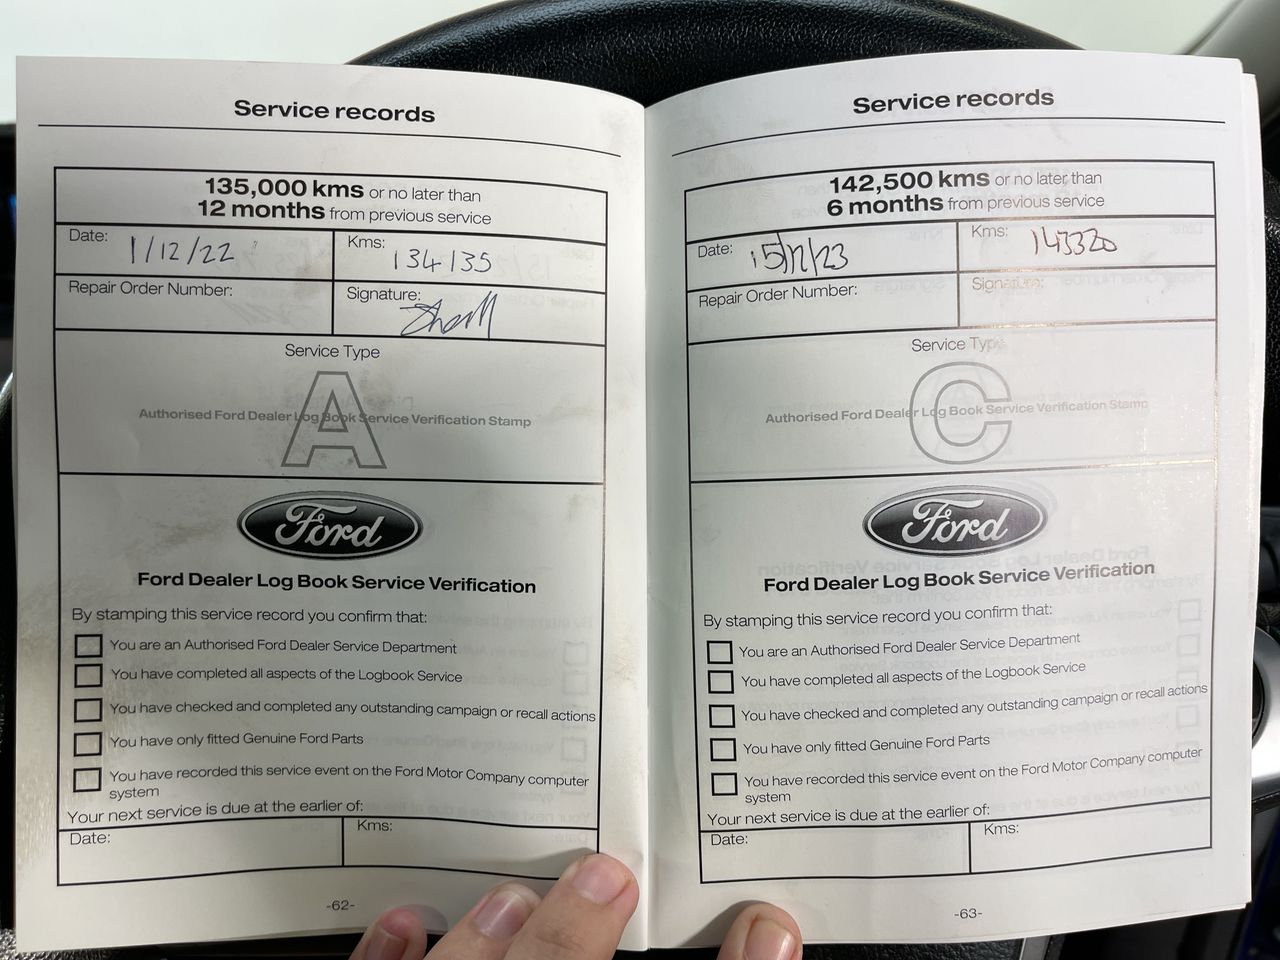 Service records
135,000 kms or no later than
12 months from previous service
Date: 1/12/22
Kms: 134135
Repair Order Number:
Signature:
Service Type
A
Authorised Ford Dealer Log Book Service Verification Stamp
Ford
Ford Dealer Log Book Service Verification
By stamping this service record you confirm that:
You are an Authorised Ford Dealer Service Department
You have completed all aspects of the Logbook Service
You have checked and completed any outstanding campaign or recall actions
You have only fitted Genuine Ford Parts
You have recorded this service event on the Ford Motor Company computer
system
Your next service is due at the earlier of:
Date:
Kms:
-62-
Service records
142,500 kms or no later than
6 months from previous service
Date: 15/12/23
Kms: 143320
Repair Order Number:
Signature:
Service Type
C
Authorised Ford Dealer Log Book Service Verification Stamp
Ford
Ford Dealer Log Book Service Verification
By stamping this service record you confirm that:
You are an Authorised Ford Dealer Service Department
You have completed all aspects of the Logbook Service
You have checked and completed any outstanding campaign or recall actions
You have only fitted Genuine Ford Parts
You have recorded this service event on the Ford Motor Company computer
system
Your next service is due at the earlier of:
Date:
Kms:
-63-